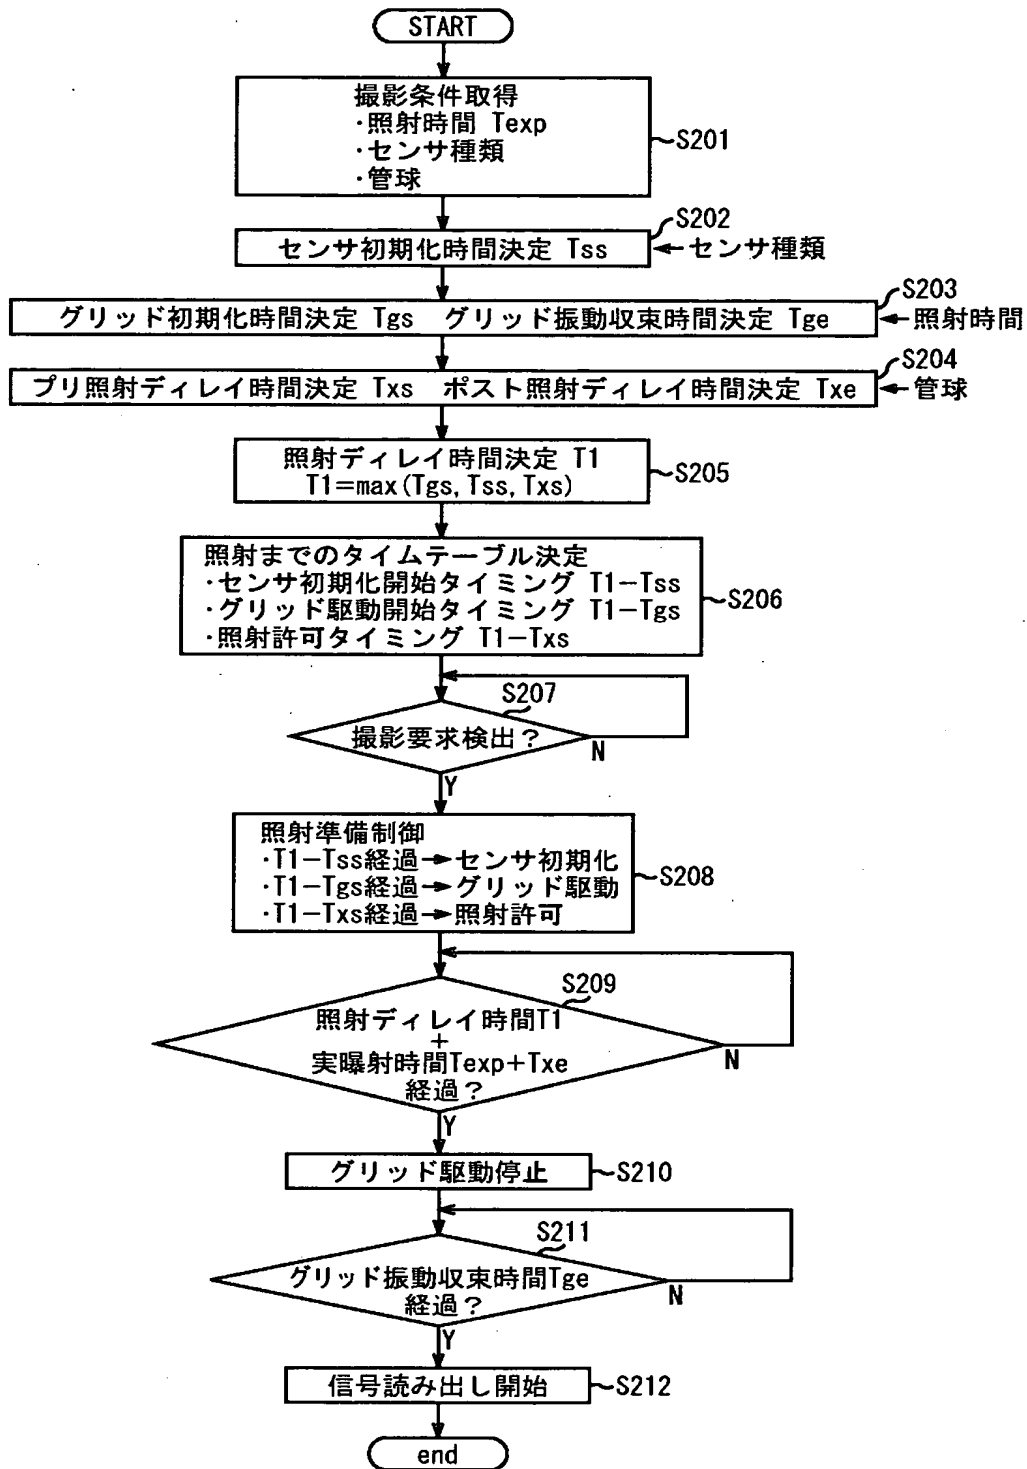 START
撮影条件取得
・照射時間 Texp
・センサ種類
・管球
S201
S202
センサ初期化時間決定 Tss
センサ種類
S203
グリッド初期化時間決定 Tgs グリッド振動収束時間決定 Tge
照射時間
S204
プリ照射ディレイ時間決定 Txs ポスト照射ディレイ時間決定 Txe
管球
照射ディレイ時間決定 T1
T1=max(Tgs,Tss,Txs)
S205
照射までのタイムテーブル決定
・センサ初期化開始タイミング T1-Tss
・グリッド駆動開始タイミング T1-Tgs
・照射許可タイミング T1-Txs
S206
S207
撮影要求検出?
N
Y
照射準備制御
・T1-Tss経過→センサ初期化
・T1-Tgs経過→グリッド駆動
・T1-Txs経過→照射許可
S208
S209
照射ディレイ時間T1
+
実曝射時間Texp+Txe
経過?
N
Y
グリッド駆動停止
S210
S211
グリッド振動収束時間Tge
経過?
N
Y
信号読み出し開始
S212
end